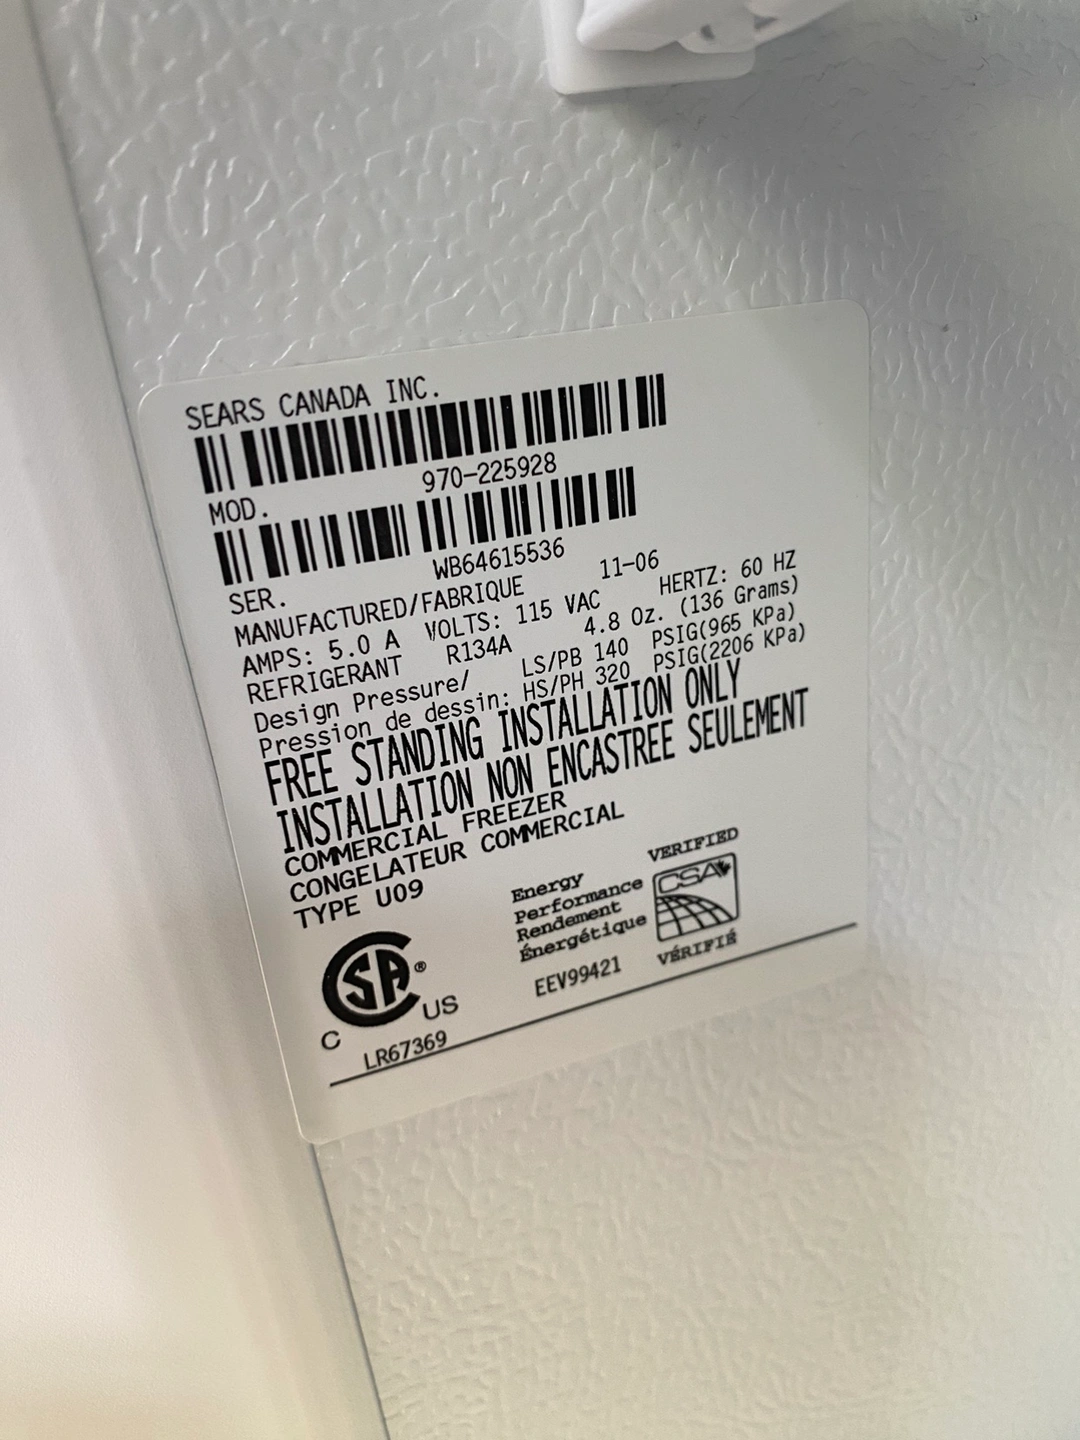 SEARS CANADA INC.
970-225928
MOD.
WB64615536
SER.
MANUFACTURED/FABRIQUE 11-06
AMPS: 5.0 A VOLTS: 115 VAC HERTZ: 60 HZ
REFRIGERANT R134A 4.8 Oz. (136 Grams)
Design Pressure/ LS/PB 140 PSIG(965 KPa)
Pression de dessin: HS/PH 320 PSIG(2206 KPa)
FREE STANDING INSTALLATION ONLY
INSTALLATION NON ENCASTREE SEULEMENT
COMMERCIAL FREEZER
CONGELATEUR COMMERCIAL
TYPE U09
CSA®
C US
LR67369
Energy
Performance
Rendement
Énergétique
EEV99421
VERIFIED
CSA
VÉRIFIÉ